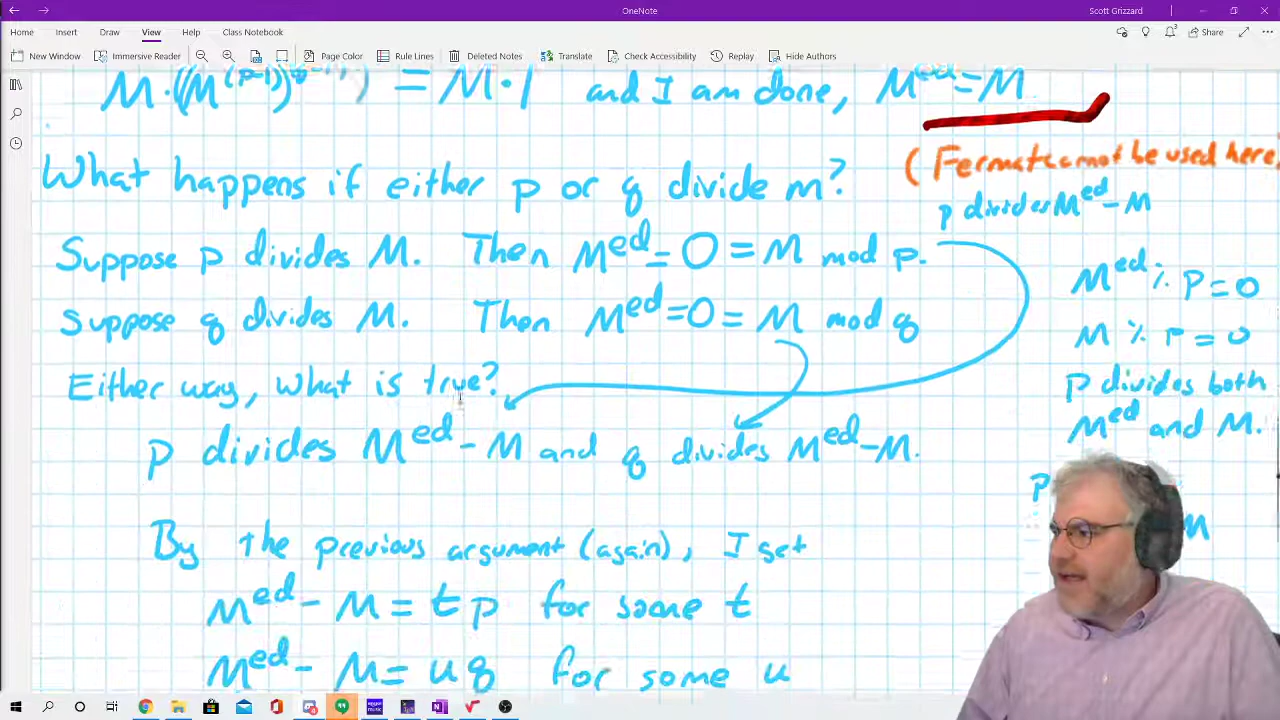 OneNote
Scott Grizzard
Home Insert Draw View Help Class Notebook
Share
New Window Immersive Reader Page Color Rule Lines Deleted Notes Translate Check Accessibility Replay Hide Authors
= M·1 and I am done, M^ed = M
(Fermat cannot be used here
What happens if either p or q divide m?
p divides M^ed - M
Suppose p divides M. Then M^ed = 0 = M mod p.
M^ed % p = 0
Suppose q divides M. Then M^ed = 0 = M mod q
M % p = 0
Either way, what is true?
p divides both
M^ed and M.
p divides M^ed - M and q divides M^ed - M.
p
M
By the previous argument (again), I get
M^ed - M = t p for some t
M^ed - M = u q for some u